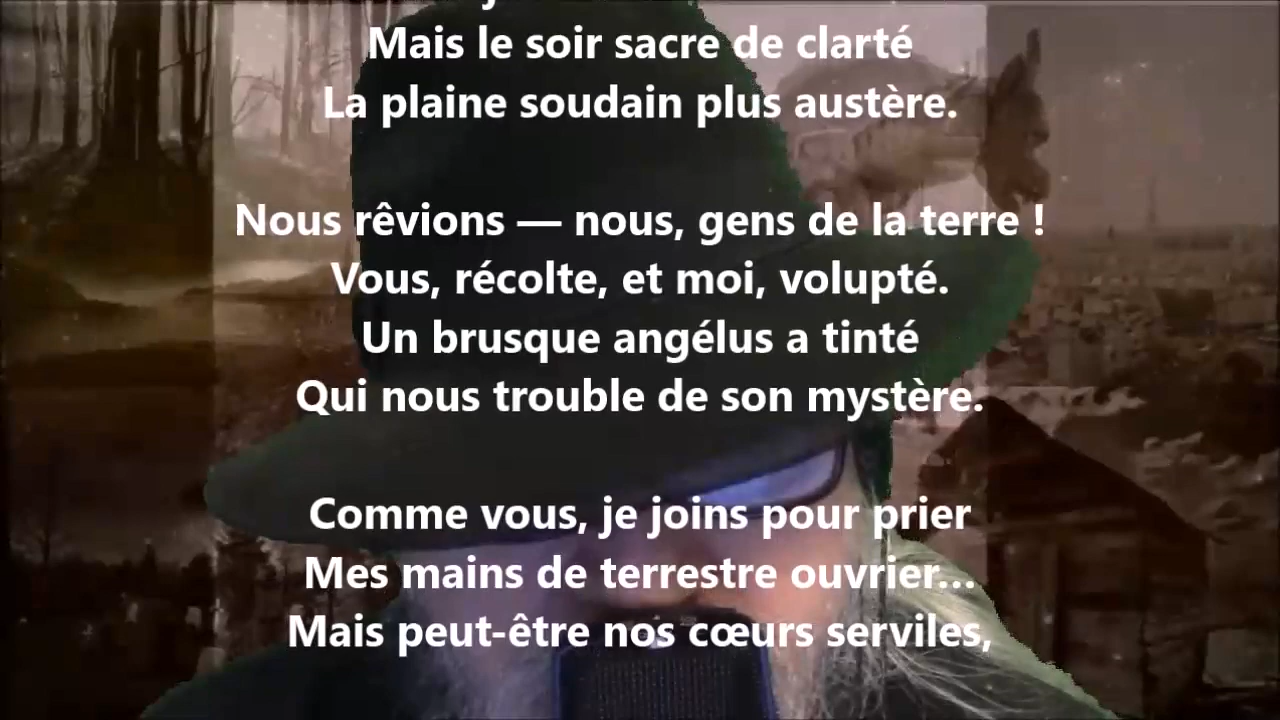 Mais le soir sacre de clarté
La plaine soudain plus austère.
Nous rêvions — nous, gens de la terre !
Vous, récolte, et moi, volupté.
Un brusque angélus a tinté
Qui nous trouble de son mystère.
Comme vous, je joins pour prier
Mes mains de terrestre ouvrier...
Mais peut-être nos cœurs serviles,